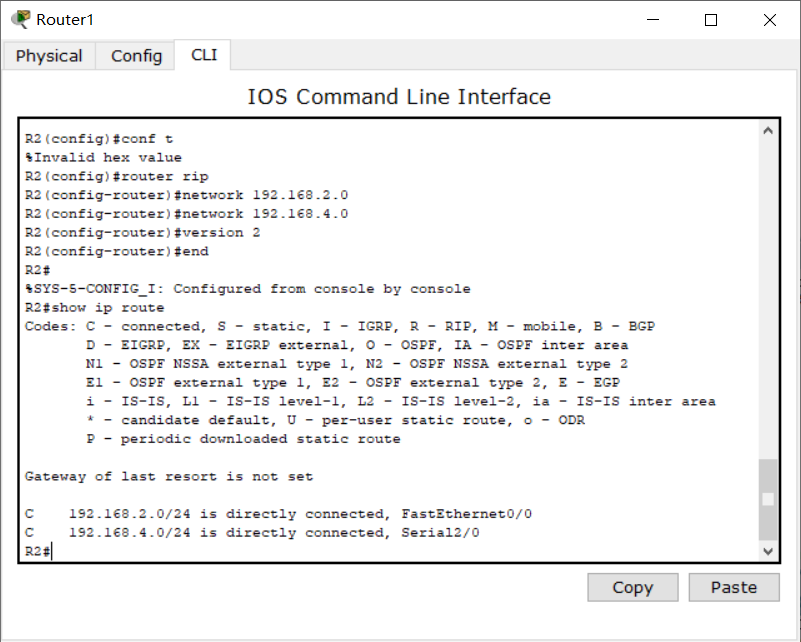 Router1
Physical Config CLI
IOS Command Line Interface
R2(config)#conf t
%Invalid hex value
R2(config)#router rip
R2(config-router)#network 192.168.2.0
R2(config-router)#network 192.168.4.0
R2(config-router)#version 2
R2(config-router)#end
R2#
%SYS-5-CONFIG_I: Configured from console by console
R2#show ip route
Codes: C - connected, S - static, I - IGRP, R - RIP, M - mobile, B - BGP
       D - EIGRP, EX - EIGRP external, O - OSPF, IA - OSPF inter area
       N1 - OSPF NSSA external type 1, N2 - OSPF NSSA external type 2
       E1 - OSPF external type 1, E2 - OSPF external type 2, E - EGP
       i - IS-IS, L1 - IS-IS level-1, L2 - IS-IS level-2, ia - IS-IS inter area
       * - candidate default, U - per-user static route, o - ODR
       P - periodic downloaded static route
Gateway of last resort is not set
C    192.168.2.0/24 is directly connected, FastEthernet0/0
C    192.168.4.0/24 is directly connected, Serial2/0
R2#
Copy Paste